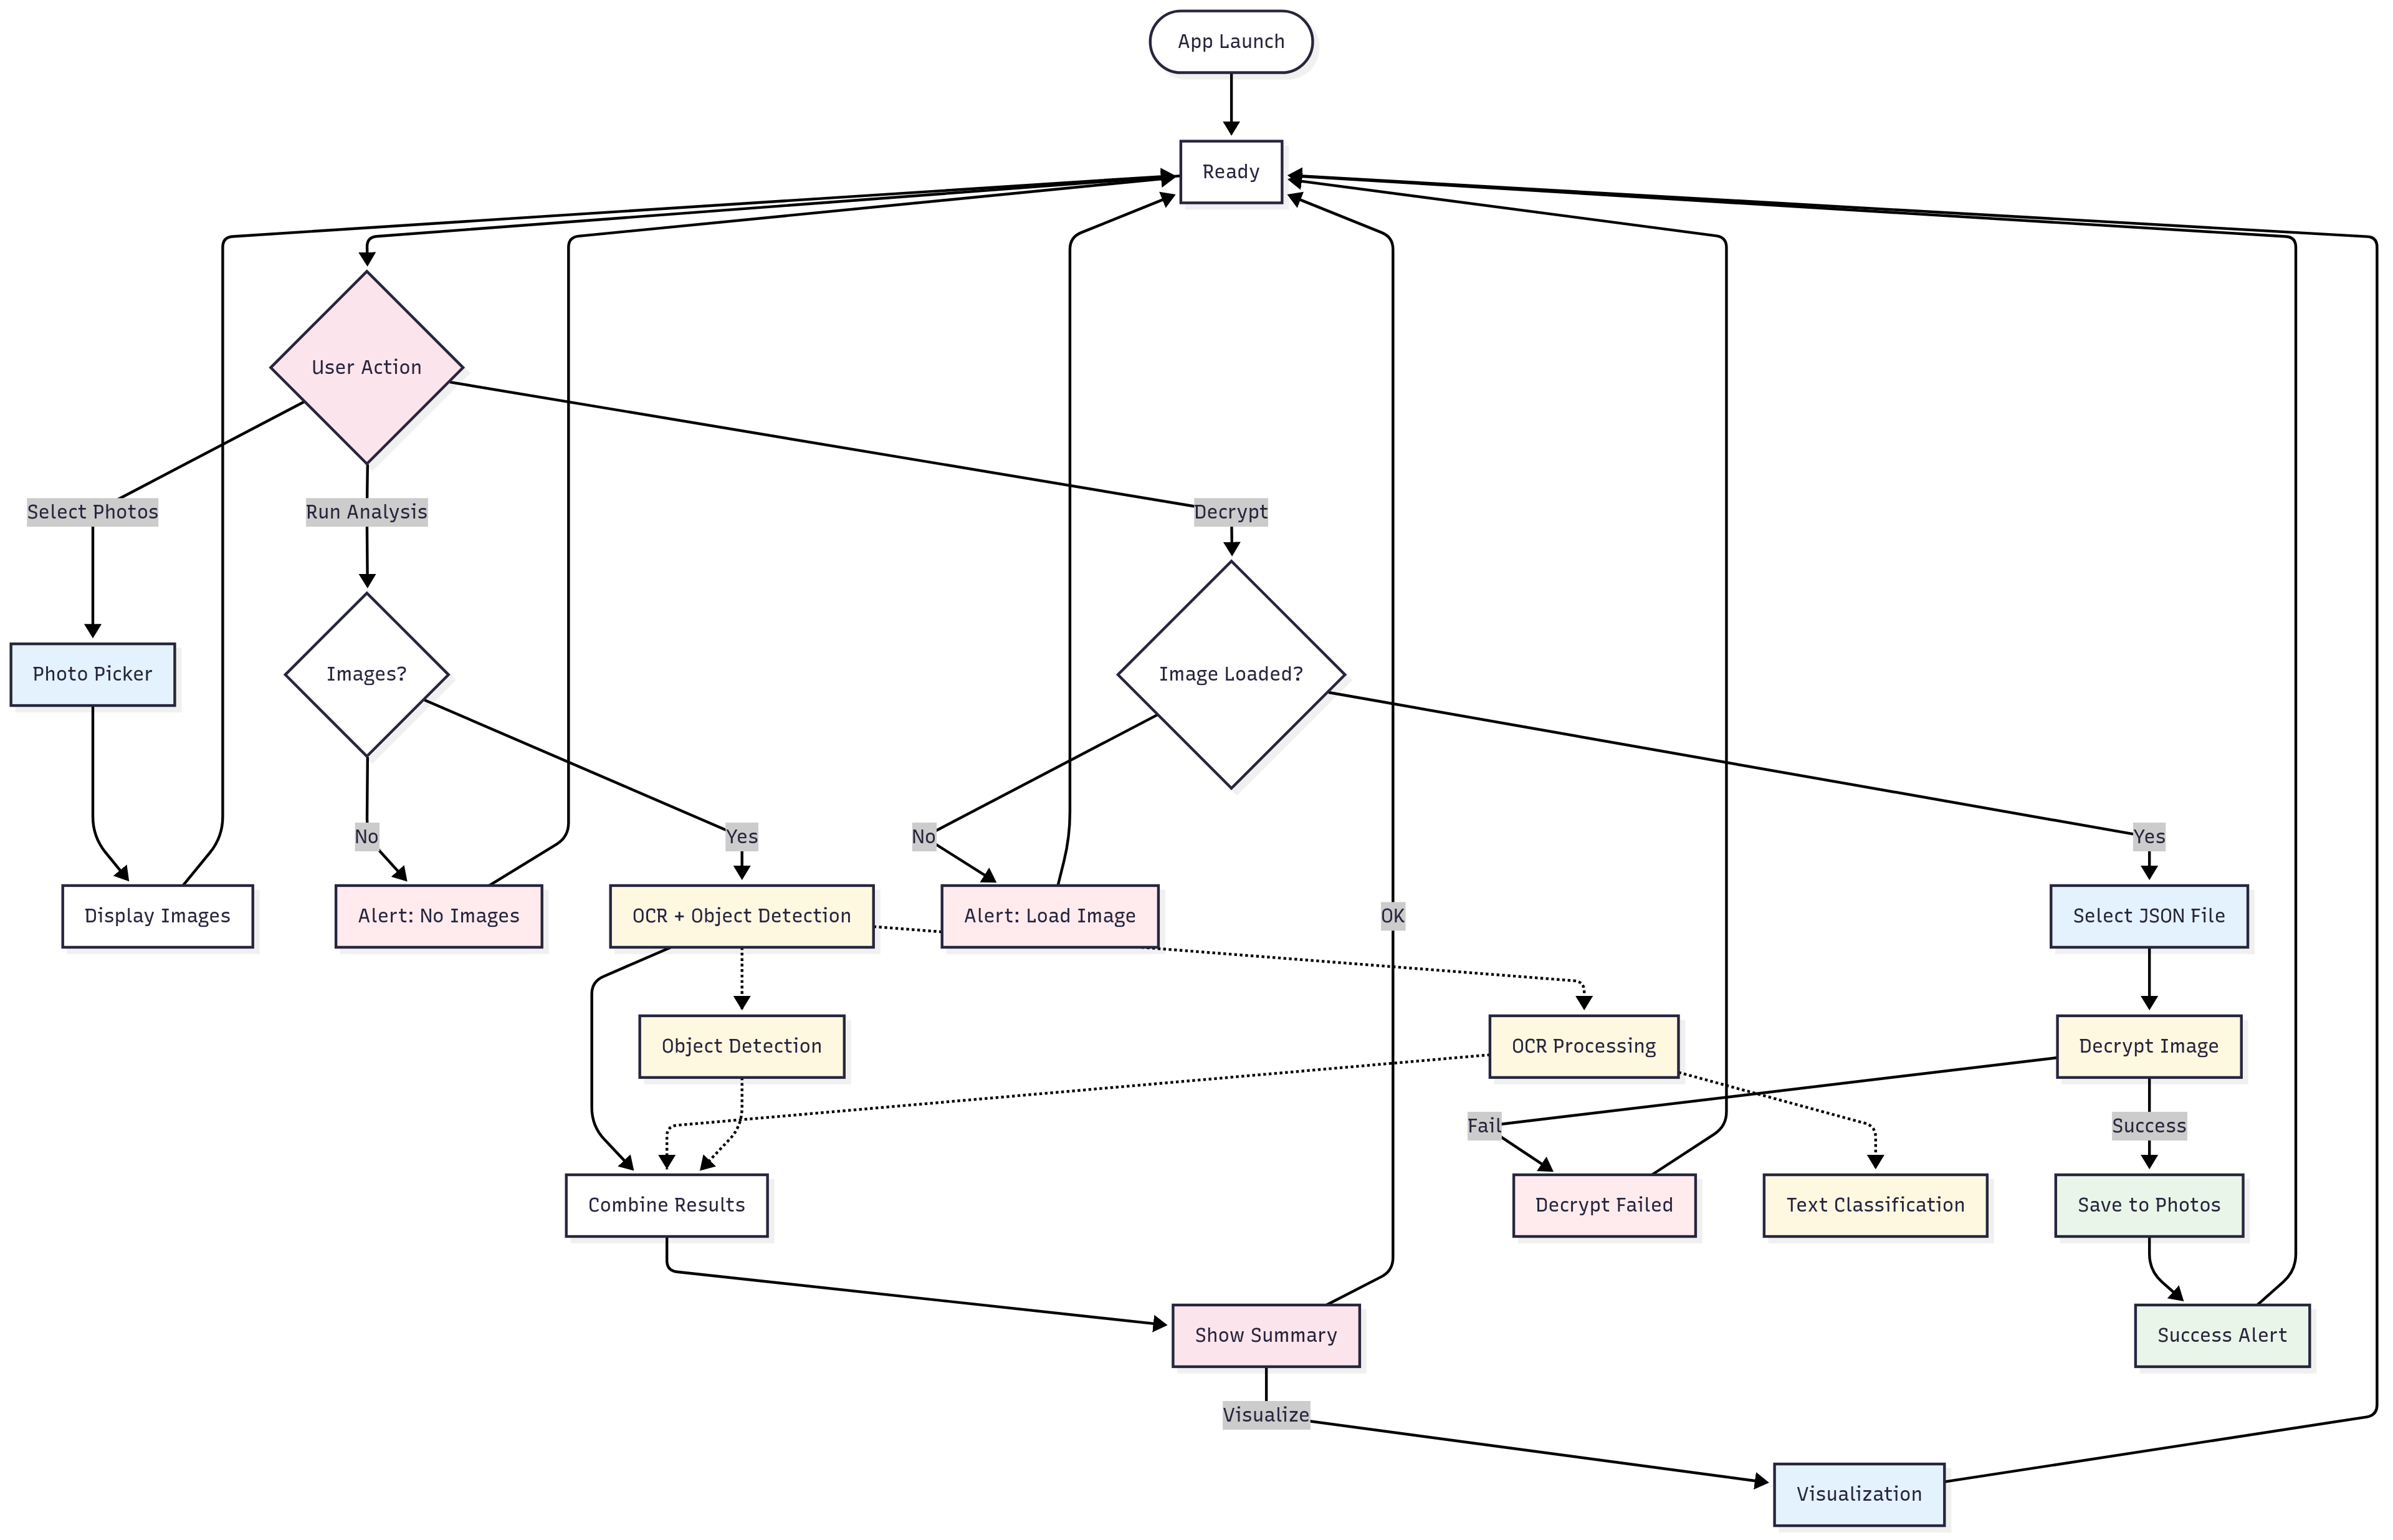 App Launch
Ready
User Action
Select Photos
Run Analysis
Decrypt
Photo Picker
Images?
Image Loaded?
No
Yes
No
Yes
Display Images
Alert: No Images
OCR + Object Detection
Alert: Load Image
OK
Select JSON File
Object Detection
OCR Processing
Decrypt Image
Fail
Success
Combine Results
Decrypt Failed
Text Classification
Save to Photos
Show Summary
Success Alert
Visualize
Visualization